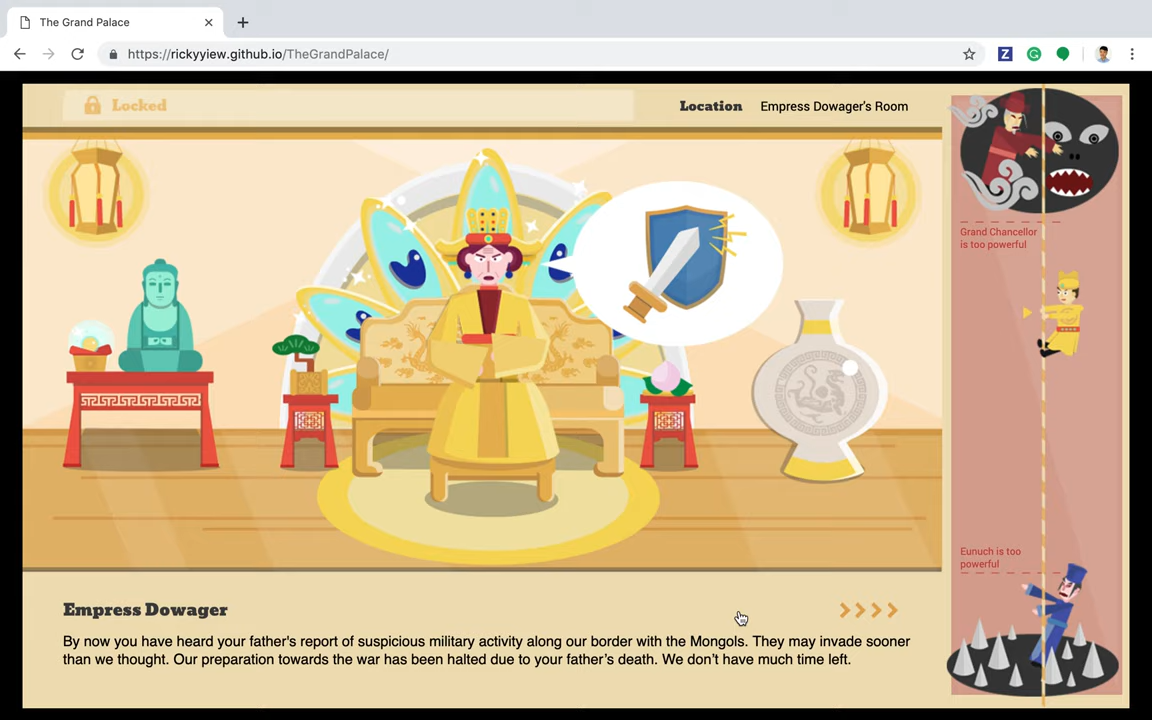 The Grand Palace
https://rickyyiew.github.io/TheGrandPalace/
Locked
Location Empress Dowager's Room
Grand Chancellor
is too powerful
Eunuch is too
powerful
Empress Dowager
By now you have heard your father's report of suspicious military activity along our border with the Mongols. They may invade sooner
than we thought. Our preparation towards the war has been halted due to your father's death. We don't have much time left.